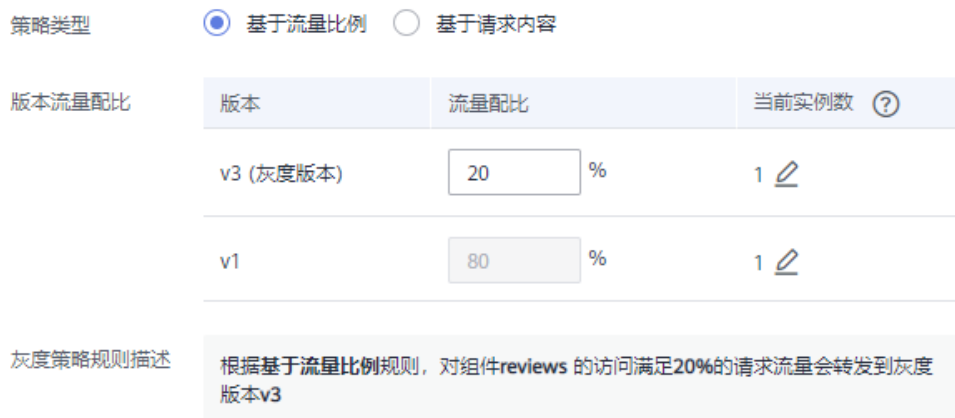 策略类型 基于流量比例 基于请求内容
版本流量配比 版本 流量配比 当前实例数 ?
v3 (灰度版本) 20 % 1
v1 80 % 1
灰度策略规则描述 根据基于流量比例规则，对组件reviews 的访问满足20%的请求流量会转发到灰度
版本v3